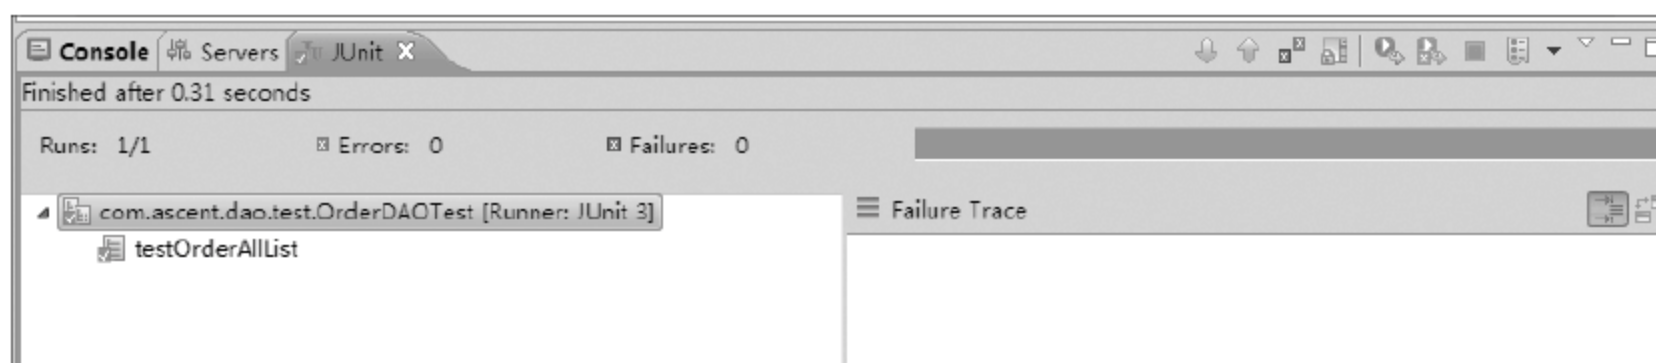 Console Servers JUnit
Finished after 0.31 seconds
Runs: 1/1 Errors: 0 Failures: 0
com.ascent.dao.test.OrderDAOTest [Runner: JUnit 3]
Failure Trace
testOrderAllList